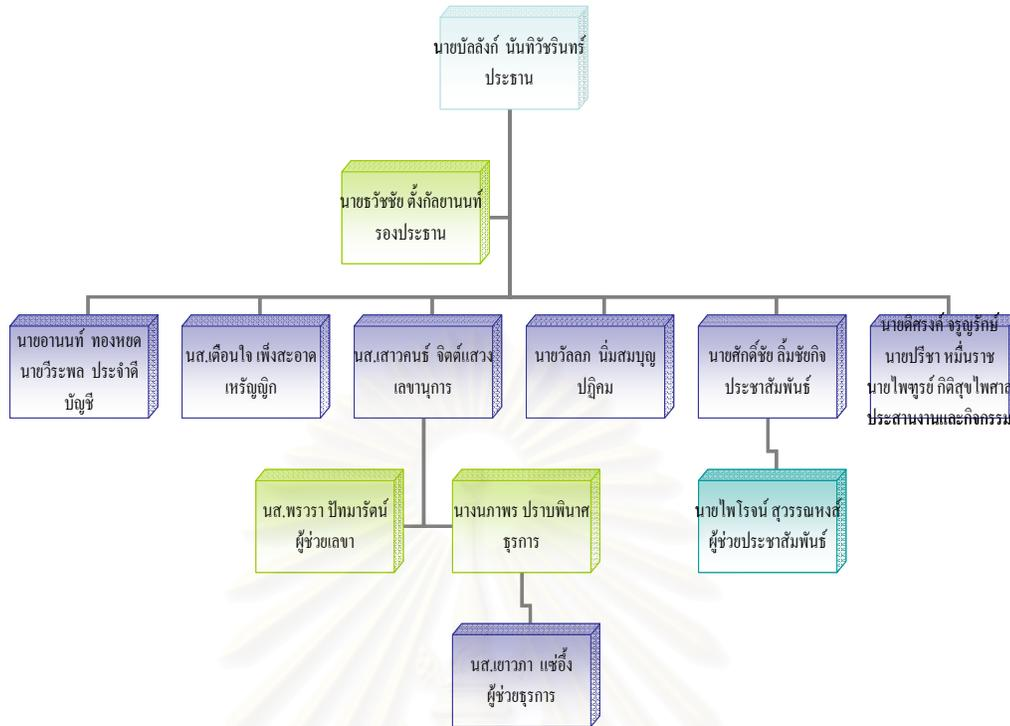 นายบัลลังก์ นันทิวัชรินทร์
ประธาน
นายธวัชชัย ตั้งกัลยานนท์
รองประธาน
นายอานนท์ ทองหยด
นายวีระพล ประจำดี
บัญชี
นส.เตือนใจ เพ็งสะอาด
เหรัญญิก
นส.เสาวคนธ์ จิตต์แสวง
เลขานุการ
นายวัลลภ นิ่มสมบุญ
ปฏิคม
นายศักดิ์ชัย ลิ้มชัยกิจ
ประชาสัมพันธ์
นายดิศรงค์ จรูญรักษ์
นายปรีชา หมื่นราช
นายไพฑูรย์ กิติสุขไพศาล
ประสานงานและกิจกรรม
นส.พรวรา ปัทมารัตน์
ผู้ช่วยเลขา
นางนภาพร ปราบพินาศ
ธุรการ
นายไพโรจน์ สุวรรณหงส์
ผู้ช่วยประชาสัมพันธ์
นส.เยาวภา แซ่อึ้ง
ผู้ช่วยธุรการ